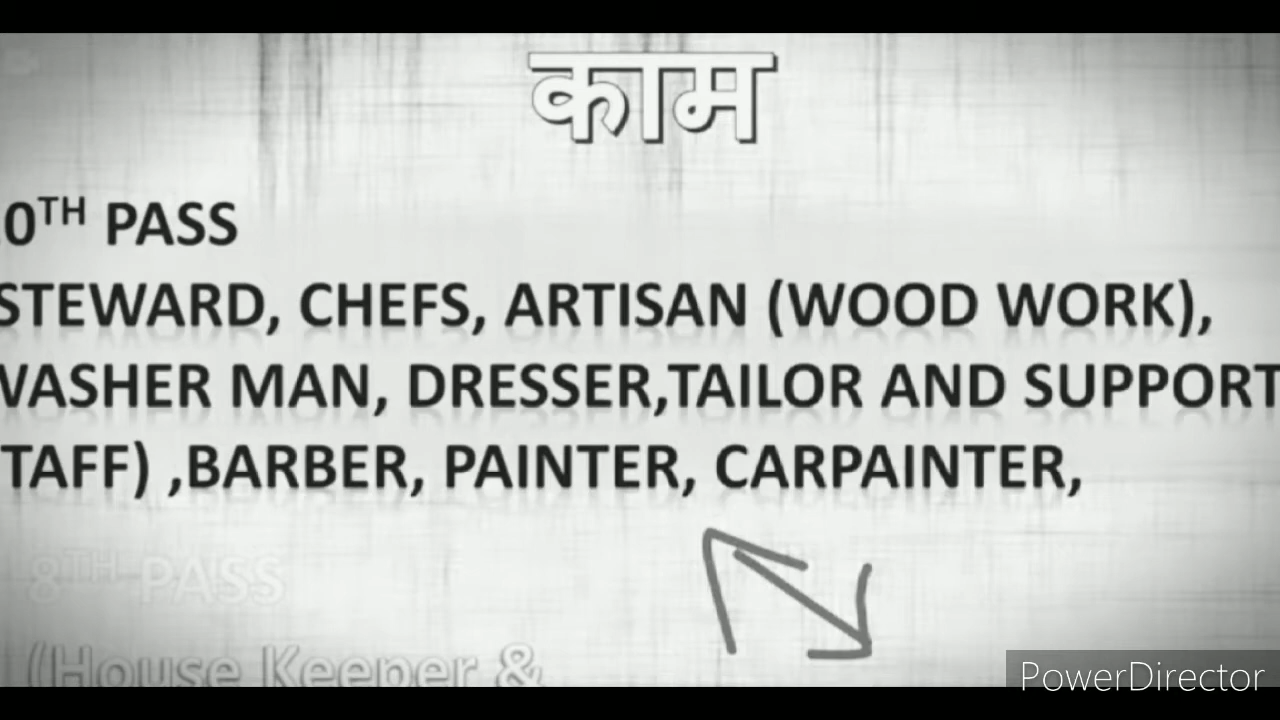 काम
0TH PASS
STEWARD, CHEFS, ARTISAN (WOOD WORK),
WASHER MAN, DRESSER,TAILOR AND SUPPORT
TAFF) ,BARBER, PAINTER, CARPAINTER,
8TH PASS
(House Keeper &
PowerDirector